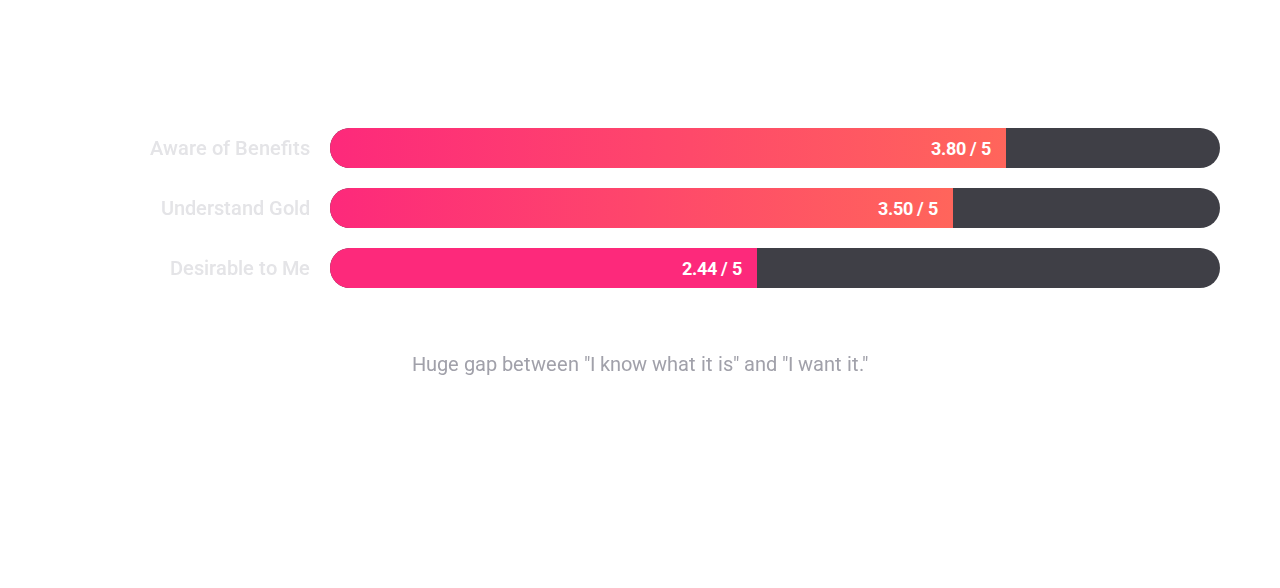 Aware of Benefits 3.80 / 5
Understand Gold 3.50 / 5
Desirable to Me 2.44 / 5
Huge gap between "I know what it is" and "I want it."